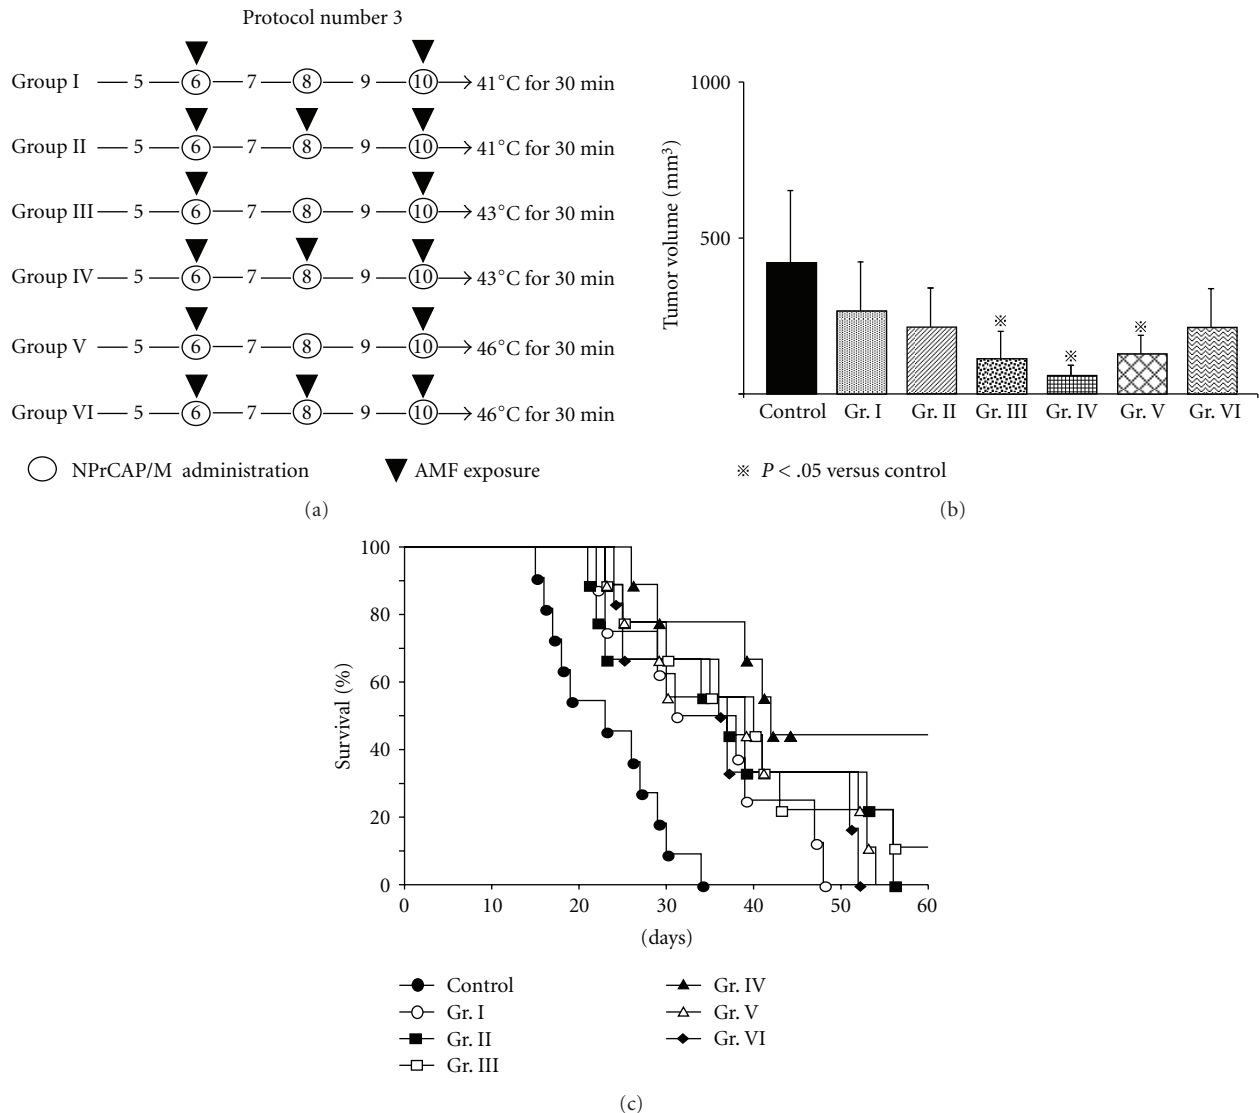 Protocol number 3
Group I 5 6 7 8 9 10 41°C for 30 min
Group II 5 6 7 8 9 10 41°C for 30 min
Group III 5 6 7 8 9 10 43°C for 30 min
Group IV 5 6 7 8 9 10 43°C for 30 min
Group V 5 6 7 8 9 10 46°C for 30 min
Group VI 5 6 7 8 9 10 46°C for 30 min
NPrCAP/M administration AMF exposure
(a)
1000
500
Tumor volume (mm³)
※
※
※
Control Gr. I Gr. II Gr. III Gr. IV Gr. V Gr. VI
※ P < .05 versus control
(b)
100
80
60
40
20
0
Survival (%)
0 10 20 30 40 50 60
(days)
Control
Gr. I
Gr. II
Gr. III
Gr. IV
Gr. V
Gr. VI
(c)